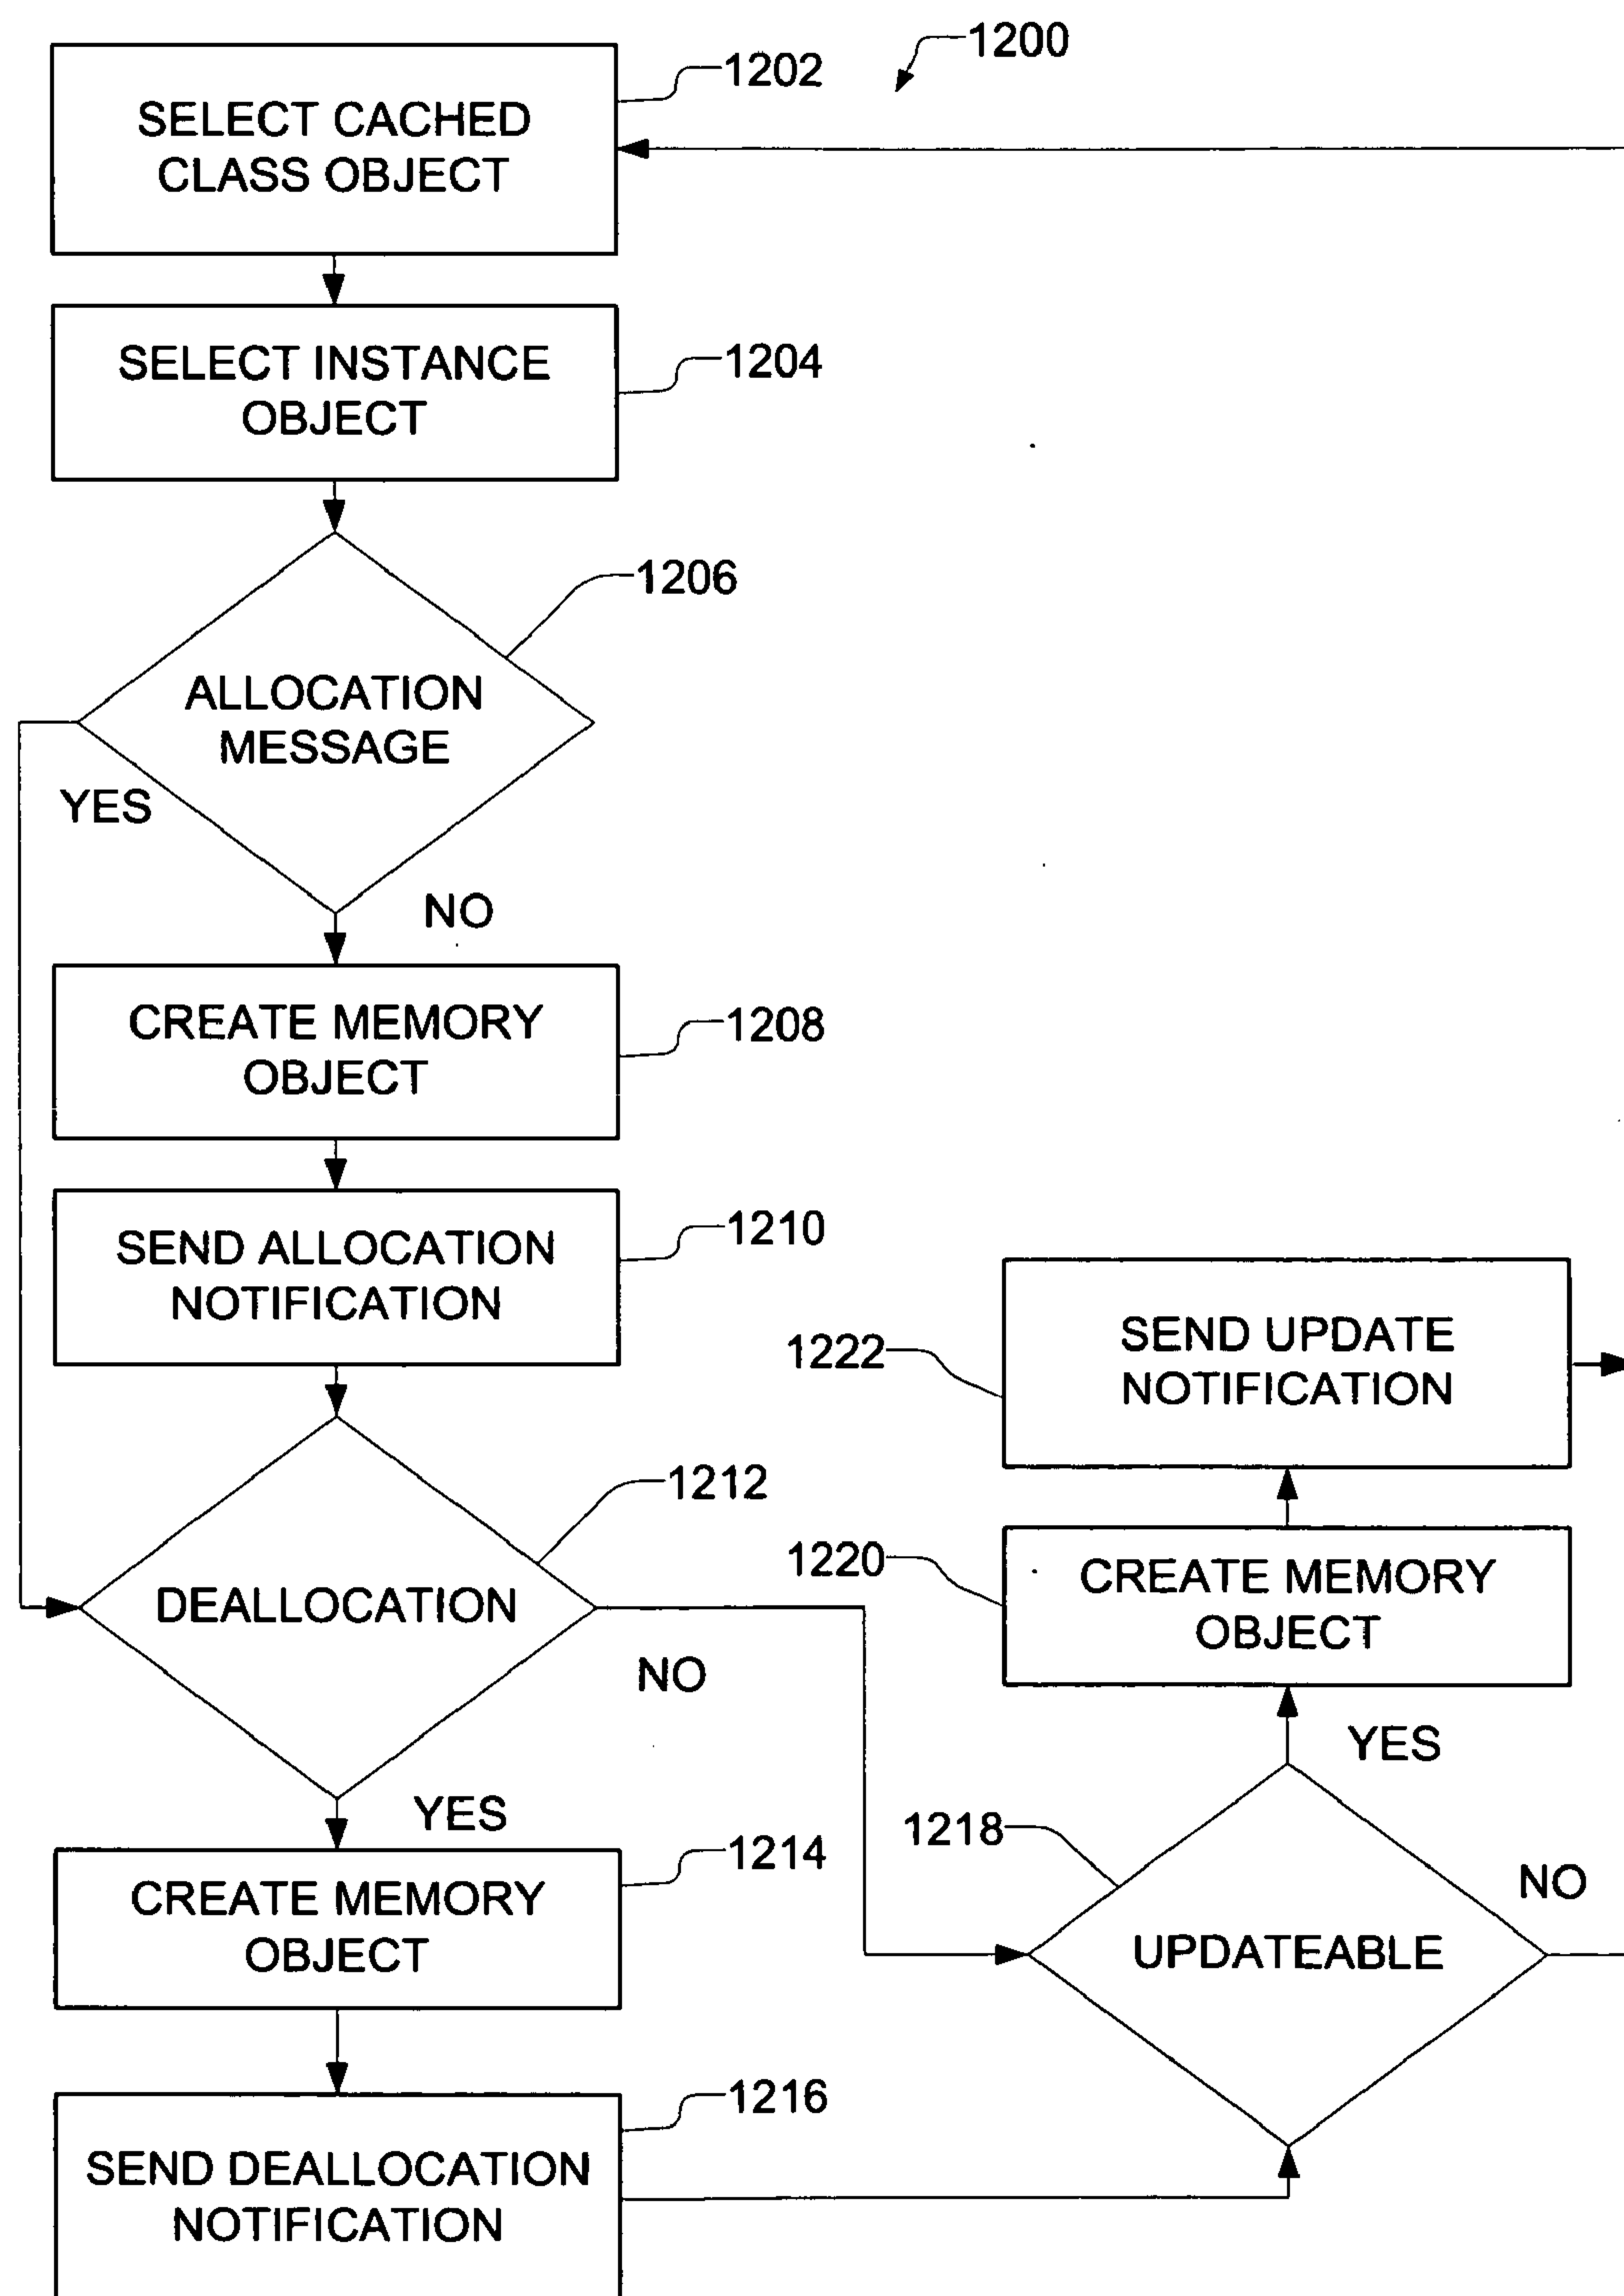 1200
1202
SELECT CACHED
CLASS OBJECT
1204
SELECT INSTANCE
OBJECT
1206
ALLOCATION
MESSAGE
YES
NO
1208
CREATE MEMORY
OBJECT
1210
SEND ALLOCATION
NOTIFICATION
1212
DEALLOCATION
NO
YES
1214
CREATE MEMORY
OBJECT
1216
SEND DEALLOCATION
NOTIFICATION
1222
SEND UPDATE
NOTIFICATION
1220
CREATE MEMORY
OBJECT
YES
1218
UPDATEABLE
NO